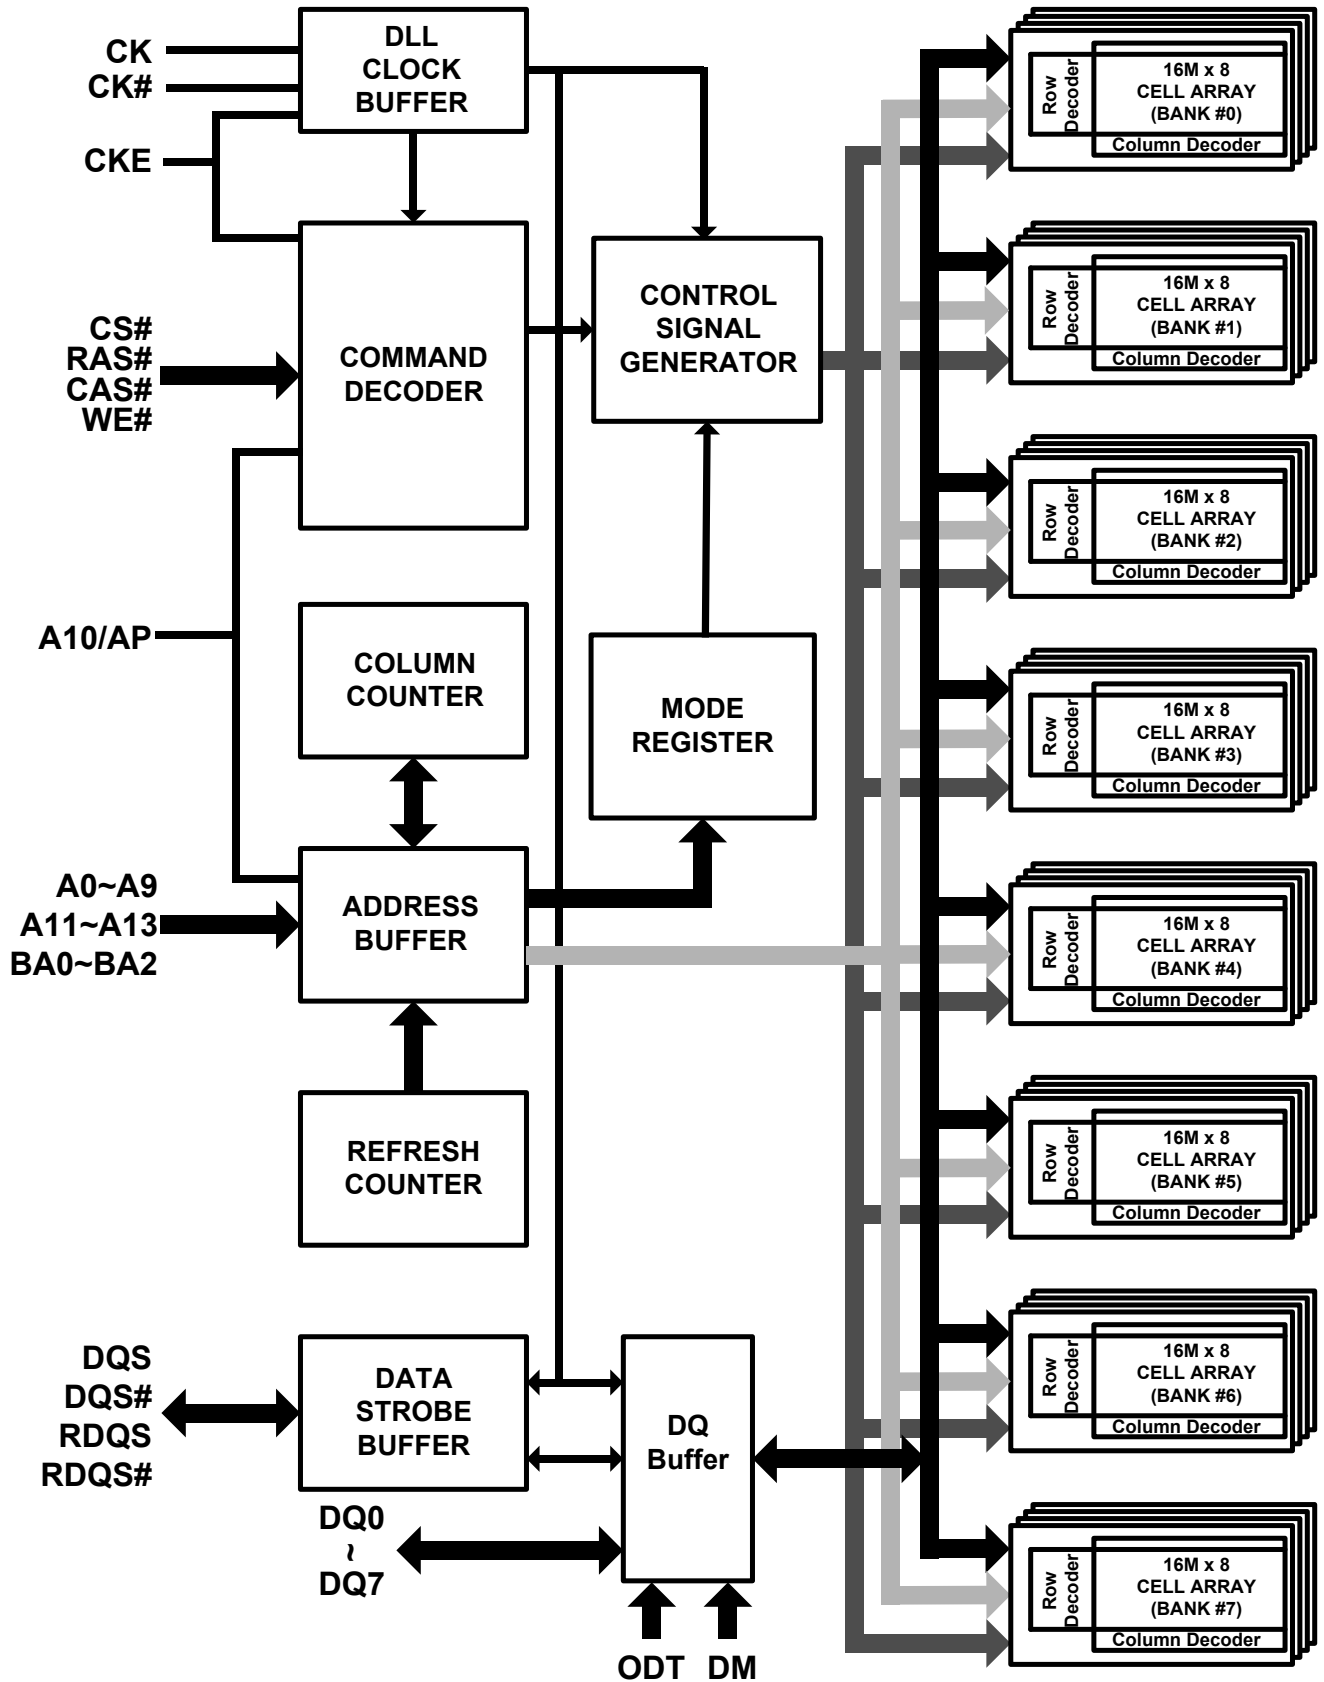 CK
CK#
CKE
DLL
CLOCK
BUFFER
CS#
RAS#
CAS#
WE#
COMMAND
DECODER
CONTROL
SIGNAL
GENERATOR
A10/AP
COLUMN
COUNTER
MODE
REGISTER
A0~A9
A11~A13
BA0~BA2
ADDRESS
BUFFER
REFRESH
COUNTER
DQS
DQS#
RDQS
RDQS#
DATA
STROBE
BUFFER
DQ
Buffer
DQ0
~
DQ7
ODT
DM
Row
Decoder
16M x 8
CELL ARRAY
(BANK #0)
Column Decoder
Row
Decoder
16M x 8
CELL ARRAY
(BANK #1)
Column Decoder
Row
Decoder
16M x 8
CELL ARRAY
(BANK #2)
Column Decoder
Row
Decoder
16M x 8
CELL ARRAY
(BANK #3)
Column Decoder
Row
Decoder
16M x 8
CELL ARRAY
(BANK #4)
Column Decoder
Row
Decoder
16M x 8
CELL ARRAY
(BANK #5)
Column Decoder
Row
Decoder
16M x 8
CELL ARRAY
(BANK #6)
Column Decoder
Row
Decoder
16M x 8
CELL ARRAY
(BANK #7)
Column Decoder